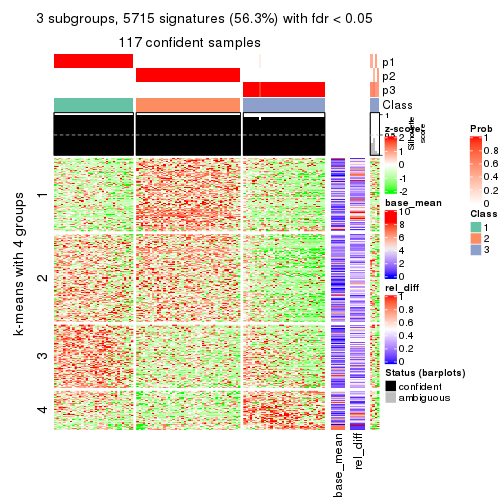 3 subgroups, 5715 signatures (56.3%) with fdr < 0.05
117 confident samples
p1
p2
p3
Class
1
Silhouette
score
k-means with 4 groups
1
2
3
4
base_mean
rel_diff
z-score
2
1
0
-1
-2
base_mean
10
8
6
4
2
0
rel_diff
1
0.8
0.6
0.4
0.2
0
Status (barplots)
confident
ambiguous
Prob
1
0.8
0.6
0.4
0.2
0
Class
1
2
3